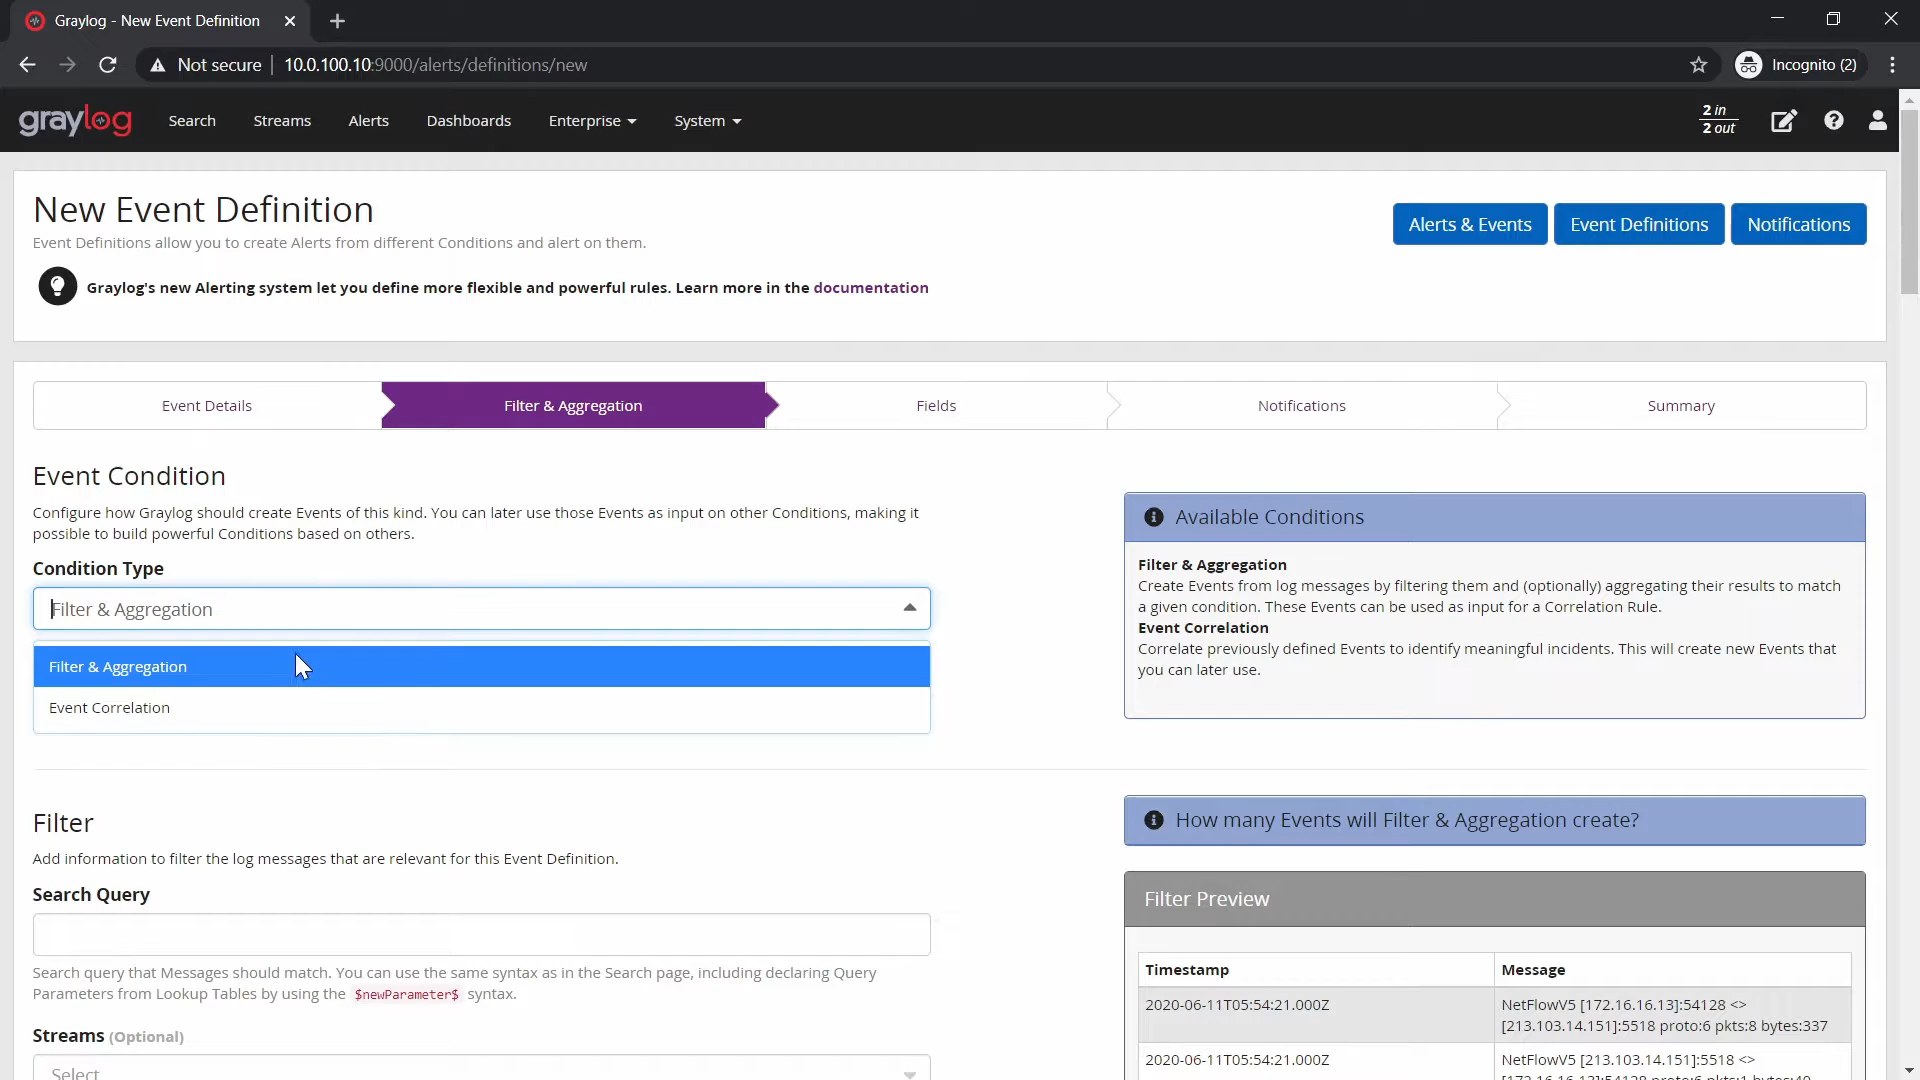 Graylog - New Event Definition
Not secure
10.0.100.10:9000/alerts/definitions/new
Incognito (2)
graylog
Search
Streams
Alerts
Dashboards
Enterprise
System
2 in
2 out
New Event Definition
Event Definitions allow you to create Alerts from different Conditions and alert on them.
Alerts & Events
Event Definitions
Notifications
Graylog's new Alerting system let you define more flexible and powerful rules. Learn more in the documentation
Event Details
Filter & Aggregation
Fields
Notifications
Summary
Event Condition
Configure how Graylog should create Events of this kind. You can later use those Events as input on other Conditions, making it
possible to build powerful Conditions based on others.
Condition Type
Filter & Aggregation
Filter & Aggregation
Event Correlation
Available Conditions
Filter & Aggregation
Create Events from log messages by filtering them and (optionally) aggregating their results to match
a given condition. These Events can be used as input for a Correlation Rule.
Event Correlation
Correlate previously defined Events to identify meaningful incidents. This will create new Events that
you can later use.
Filter
Add information to filter the log messages that are relevant for this Event Definition.
Search Query
Search query that Messages should match. You can use the same syntax as in the Search page, including declaring Query
Parameters from Lookup Tables by using the $newParameter$ syntax.
Streams (Optional)
Select
How many Events will Filter & Aggregation create?
Filter Preview
Timestamp
Message
2020-06-11T05:54:21.000Z
NetFlowV5 [172.16.16.13]:54128 <>
[213.103.14.151]:5518 proto:6 pkts:8 bytes:337
2020-06-11T05:54:21.000Z
NetFlowV5 [213.103.14.151]:5518 <>
[172.16.16.13]:54128 proto:6 pkts:1 bytes:40